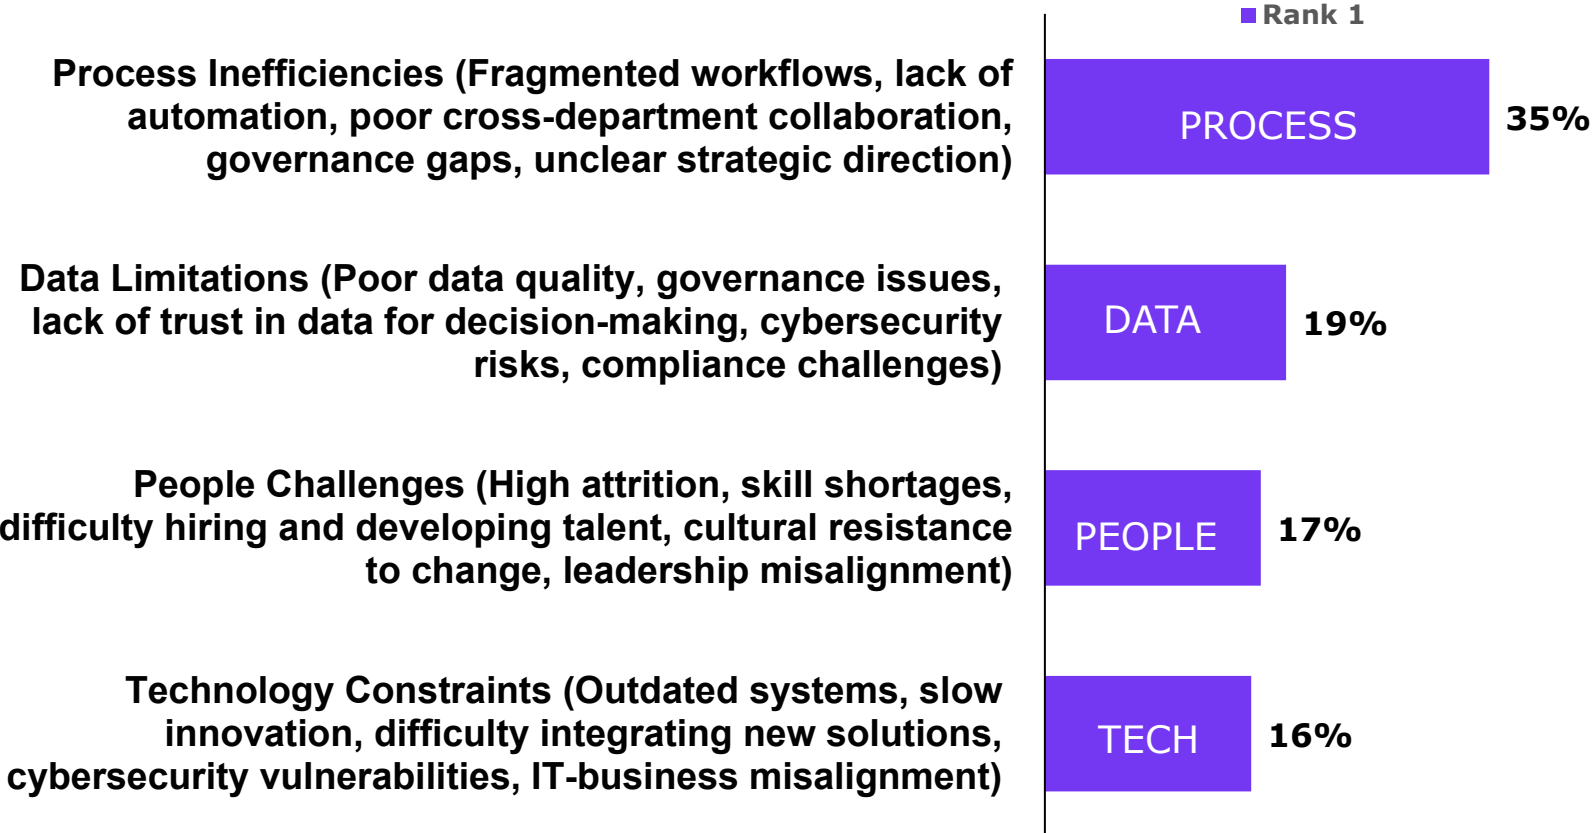 Rank 1
Process Inefficiencies (Fragmented workflows, lack of
automation, poor cross-department collaboration,
governance gaps, unclear strategic direction)
PROCESS
35%
Data Limitations (Poor data quality, governance issues,
lack of trust in data for decision-making, cybersecurity
risks, compliance challenges)
DATA
19%
People Challenges (High attrition, skill shortages,
difficulty hiring and developing talent, cultural resistance
to change, leadership misalignment)
PEOPLE
17%
Technology Constraints (Outdated systems, slow
innovation, difficulty integrating new solutions,
cybersecurity vulnerabilities, IT-business misalignment)
TECH
16%